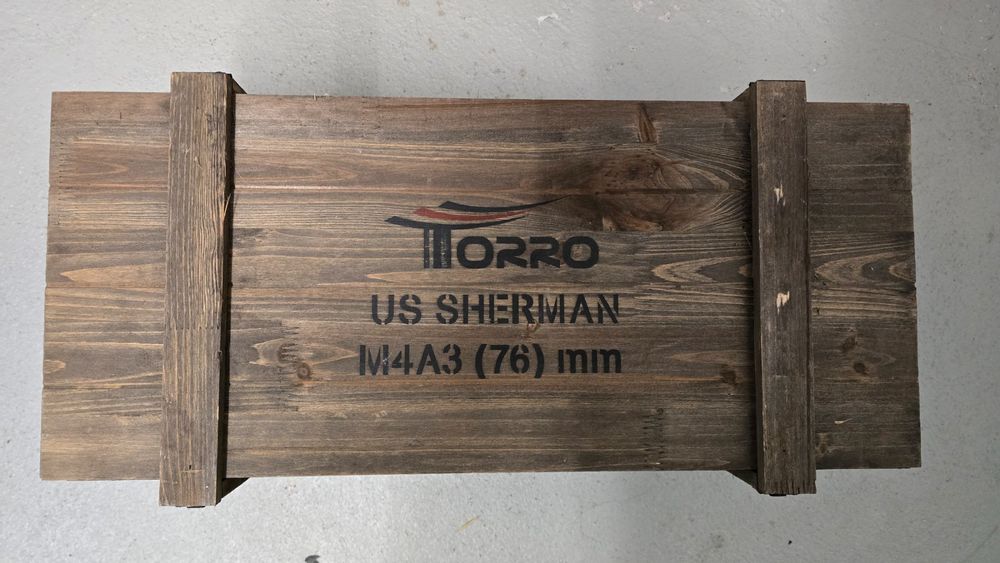 TORRO
US SHERMAN
M4A3 (76) mm